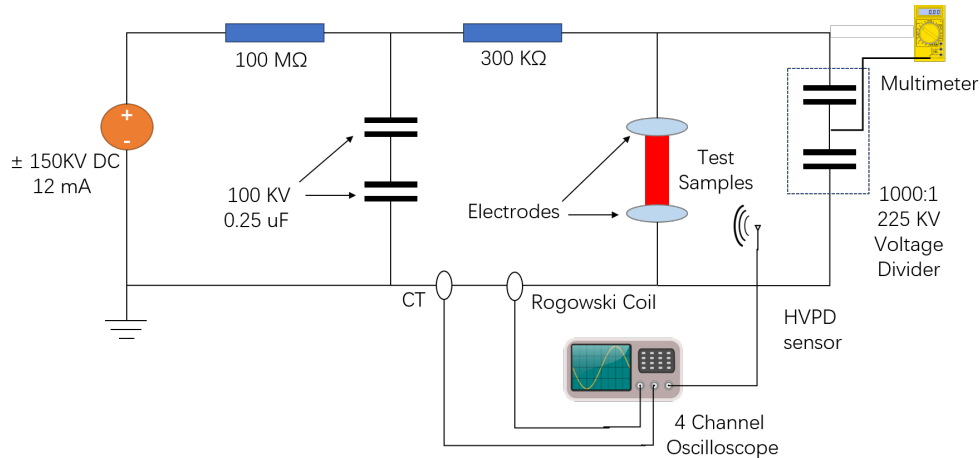 100 MΩ
300 KΩ
Multimeter
+
-
± 150KV DC
12 mA
100 KV
0.25 uF
Electrodes
Test
Samples
1000:1
225 KV
Voltage
Divider
CT
Rogowski Coil
HVPD
sensor
4 Channel
Oscilloscope